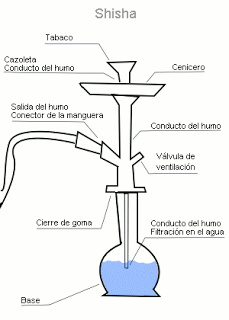 Shisha
Tabaco
Cazoleta
Conducto del humo
Cenicero
Salida del humo
Conector de la manguera
Conducto del humo
Válvula de
ventilación
Cierre de goma
Conducto del humo
Filtración en el agua
Base